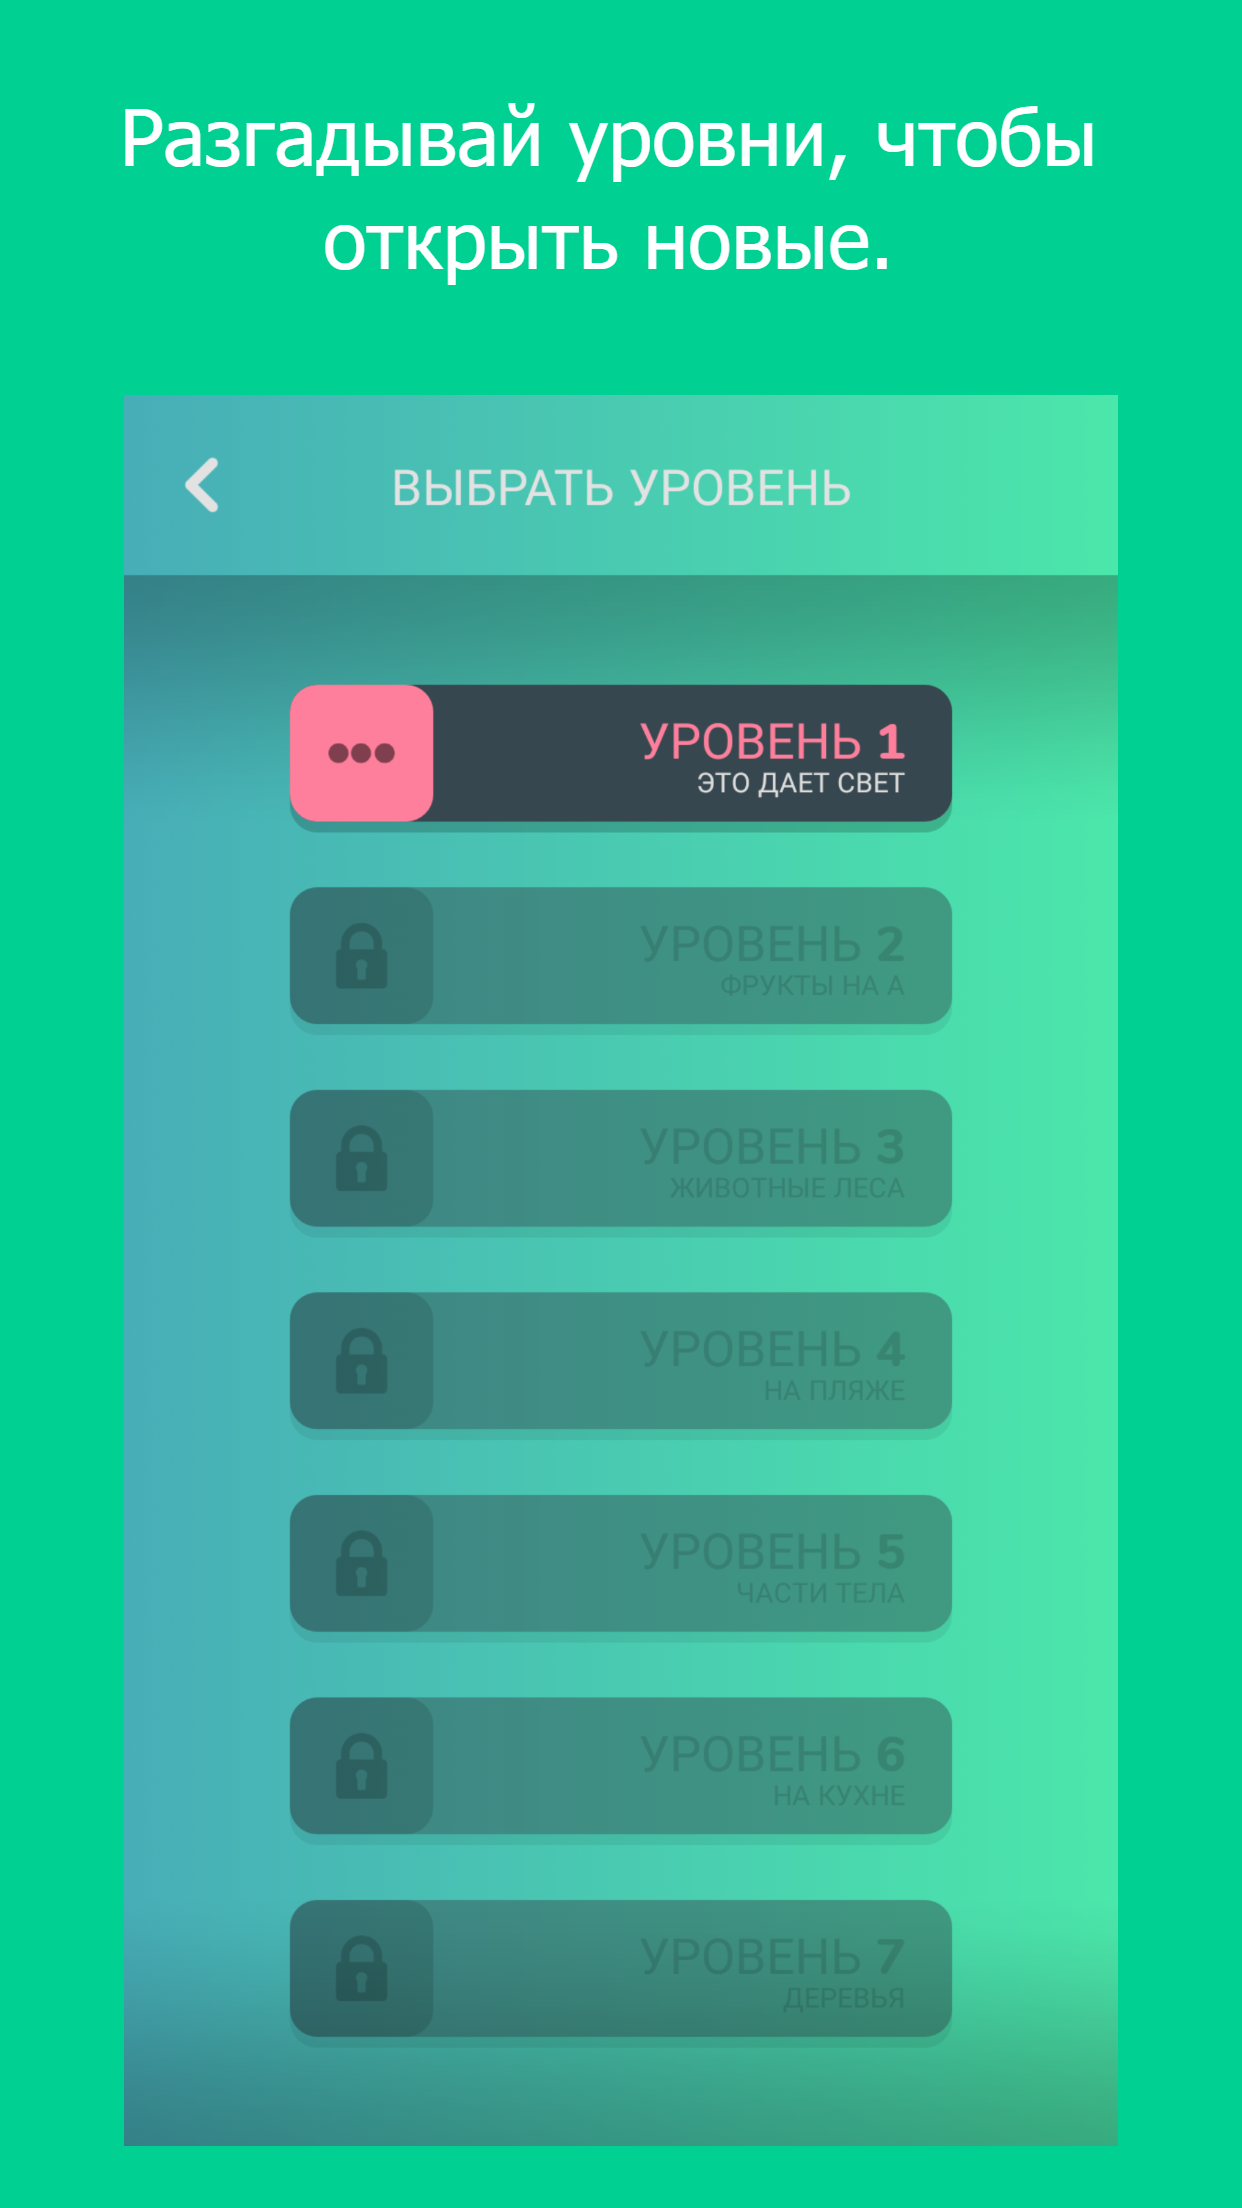 Разгадывай уровни, чтобы
открыть новые.
ВЫБРАТЬ УРОВЕНЬ
УРОВЕНЬ 1
ЭТО ДАЕТ СВЕТ
УРОВЕНЬ 2
ФРУКТЫ НА А
УРОВЕНЬ 3
ЖИВОТНЫЕ ЛЕСА
УРОВЕНЬ 4
НА ПЛЯЖЕ
УРОВЕНЬ 5
ЧАСТИ ТЕЛА
УРОВЕНЬ 6
НА КУХНЕ
УРОВЕНЬ 7
ДЕРЕВЬЯ